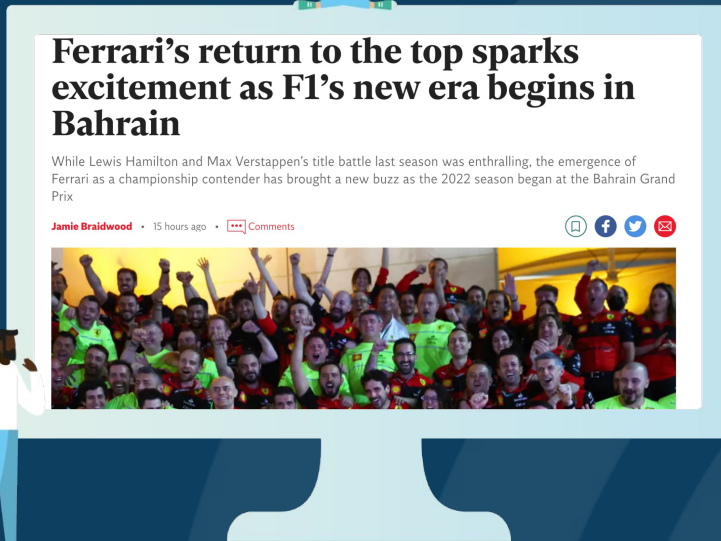 Ferrari’s return to the top sparks
excitement as F1’s new era begins in
Bahrain
While Lewis Hamilton and Max Verstappen’s title battle last season was enthralling, the emergence of
Ferrari as a championship contender has brought a new buzz as the 2022 season began at the Bahrain Grand
Prix
Jamie Braidwood • 15 hours ago • Comments